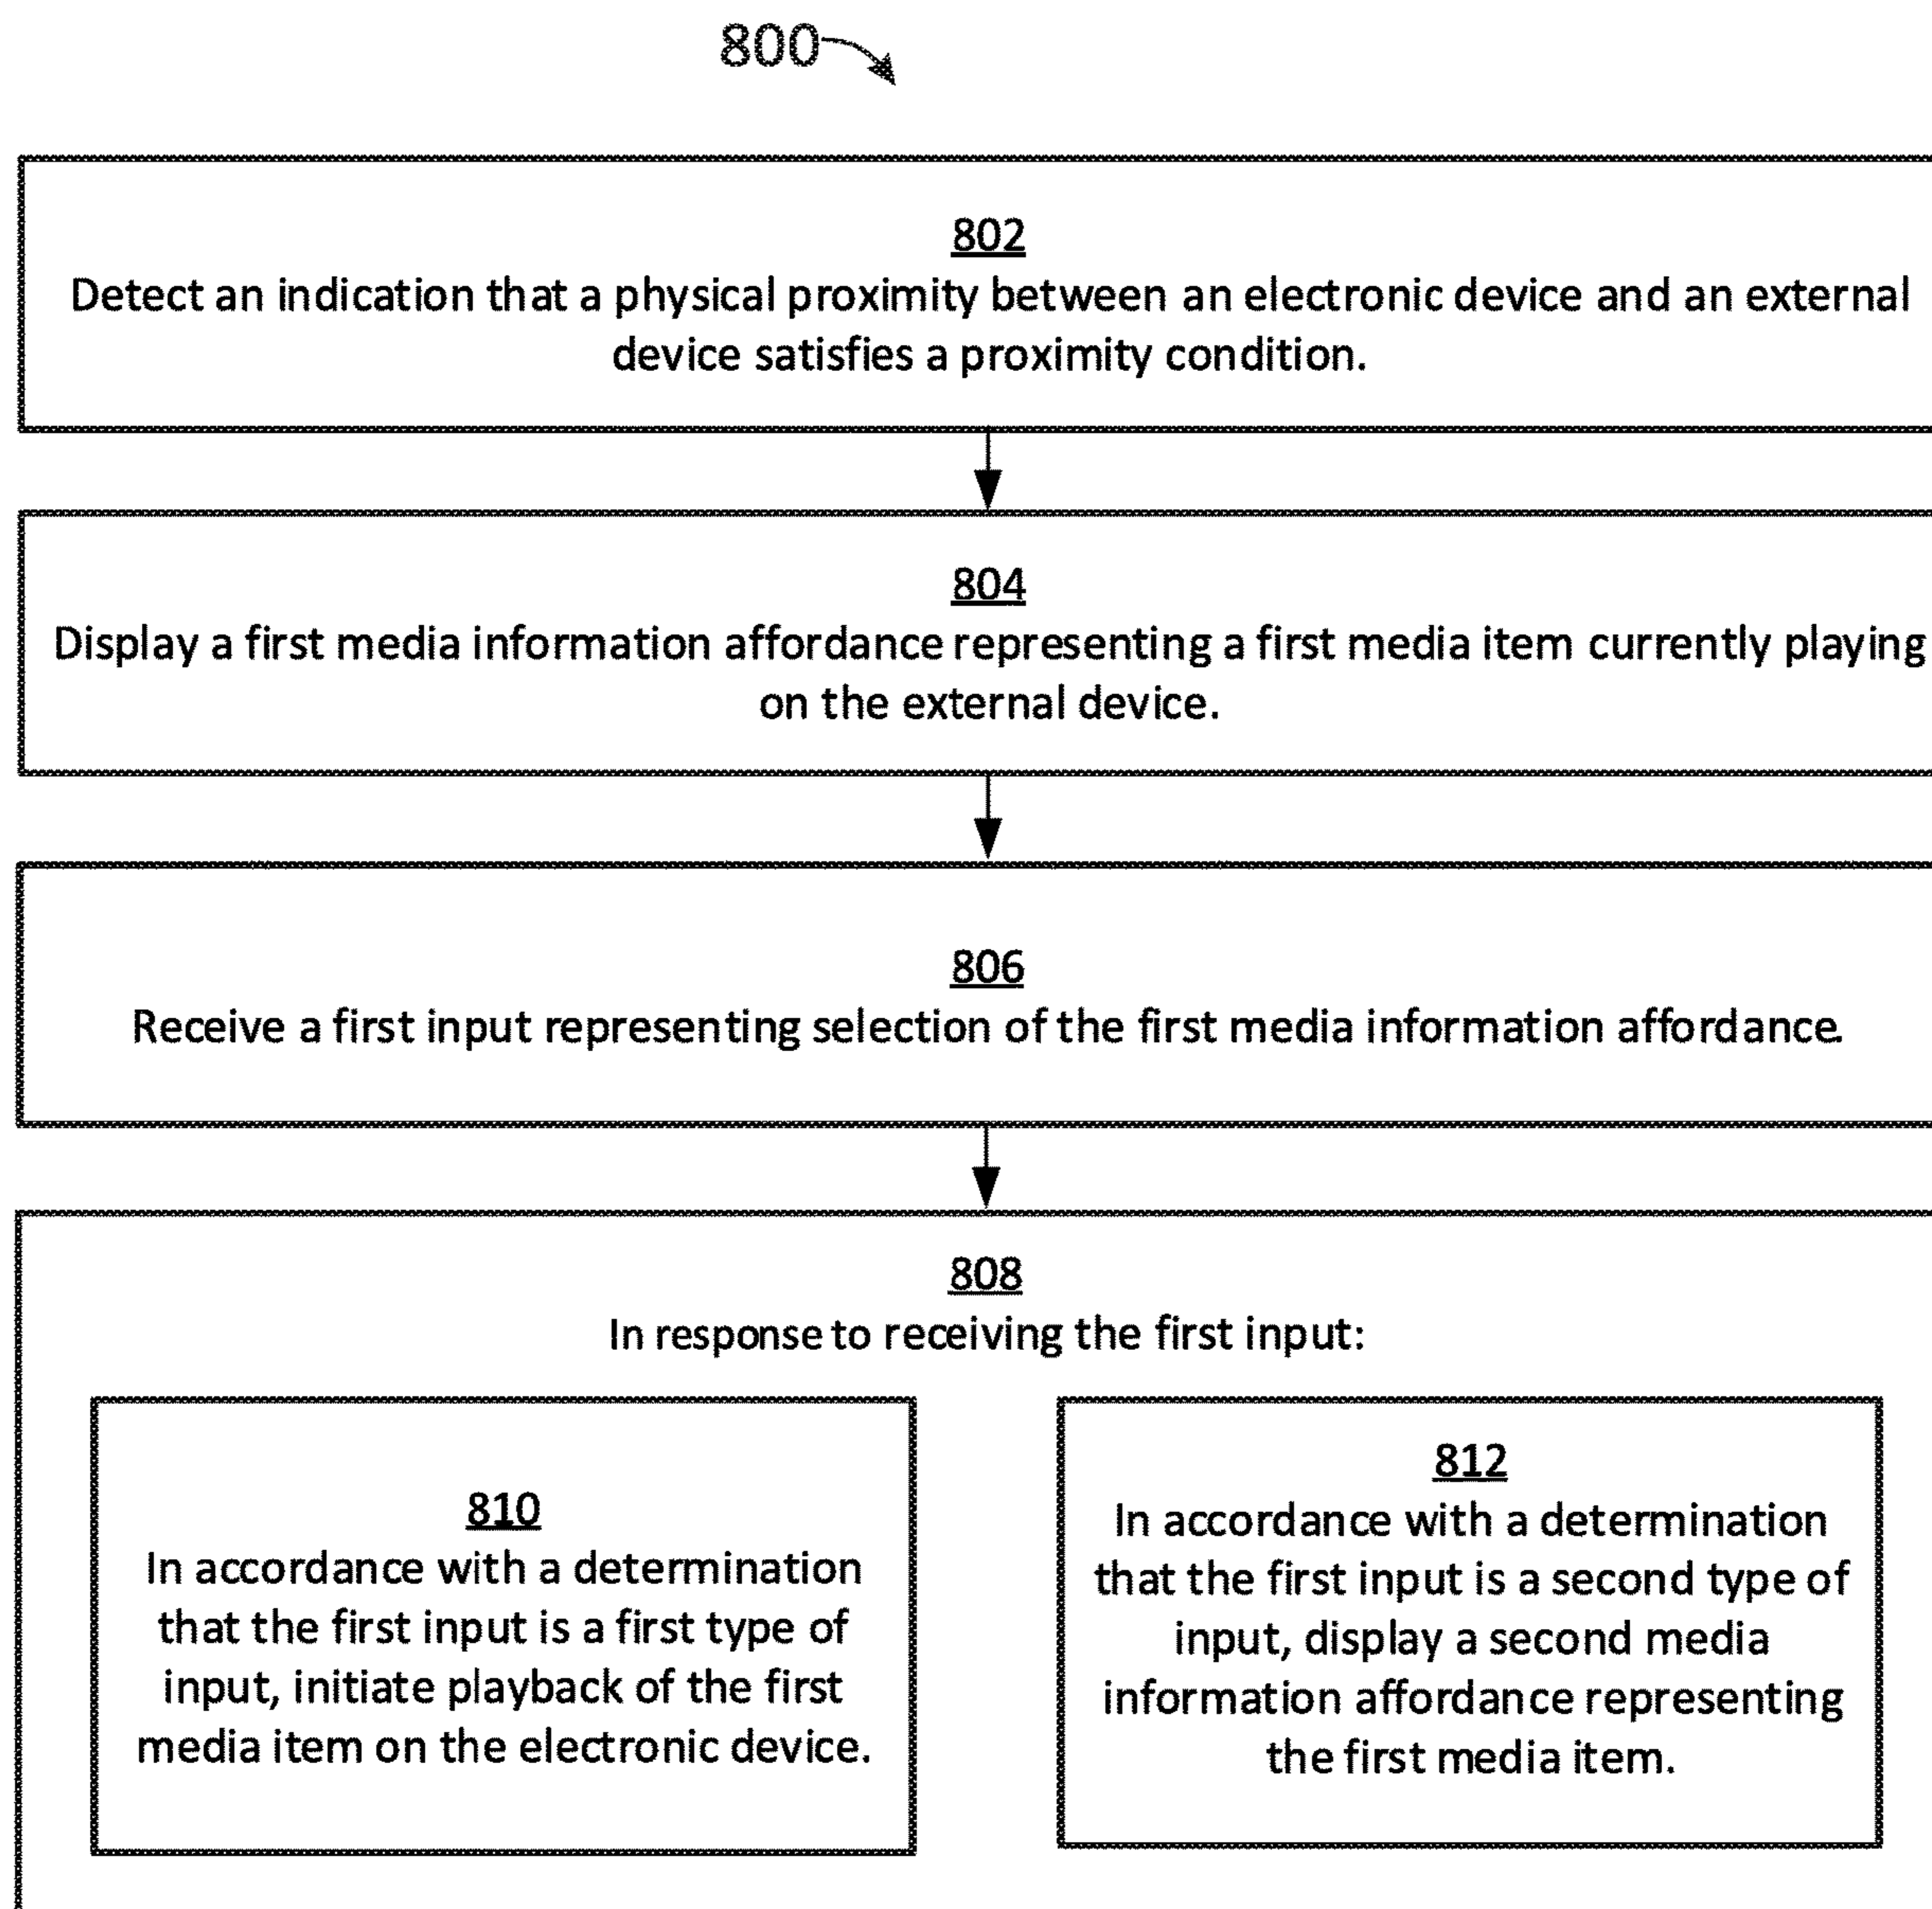 800
802
Detect an indication that a physical proximity between an electronic device and an external
device satisfies a proximity condition.
804
Display a first media information affordance representing a first media item currently playing
on the external device.
806
Receive a first input representing selection of the first media information affordance.
808
In response to receiving the first input:
810
In accordance with a determination
that the first input is a first type of
input, initiate playback of the first
media item on the electronic device.
812
In accordance with a determination
that the first input is a second type of
input, display a second media
information affordance representing
the first media item.